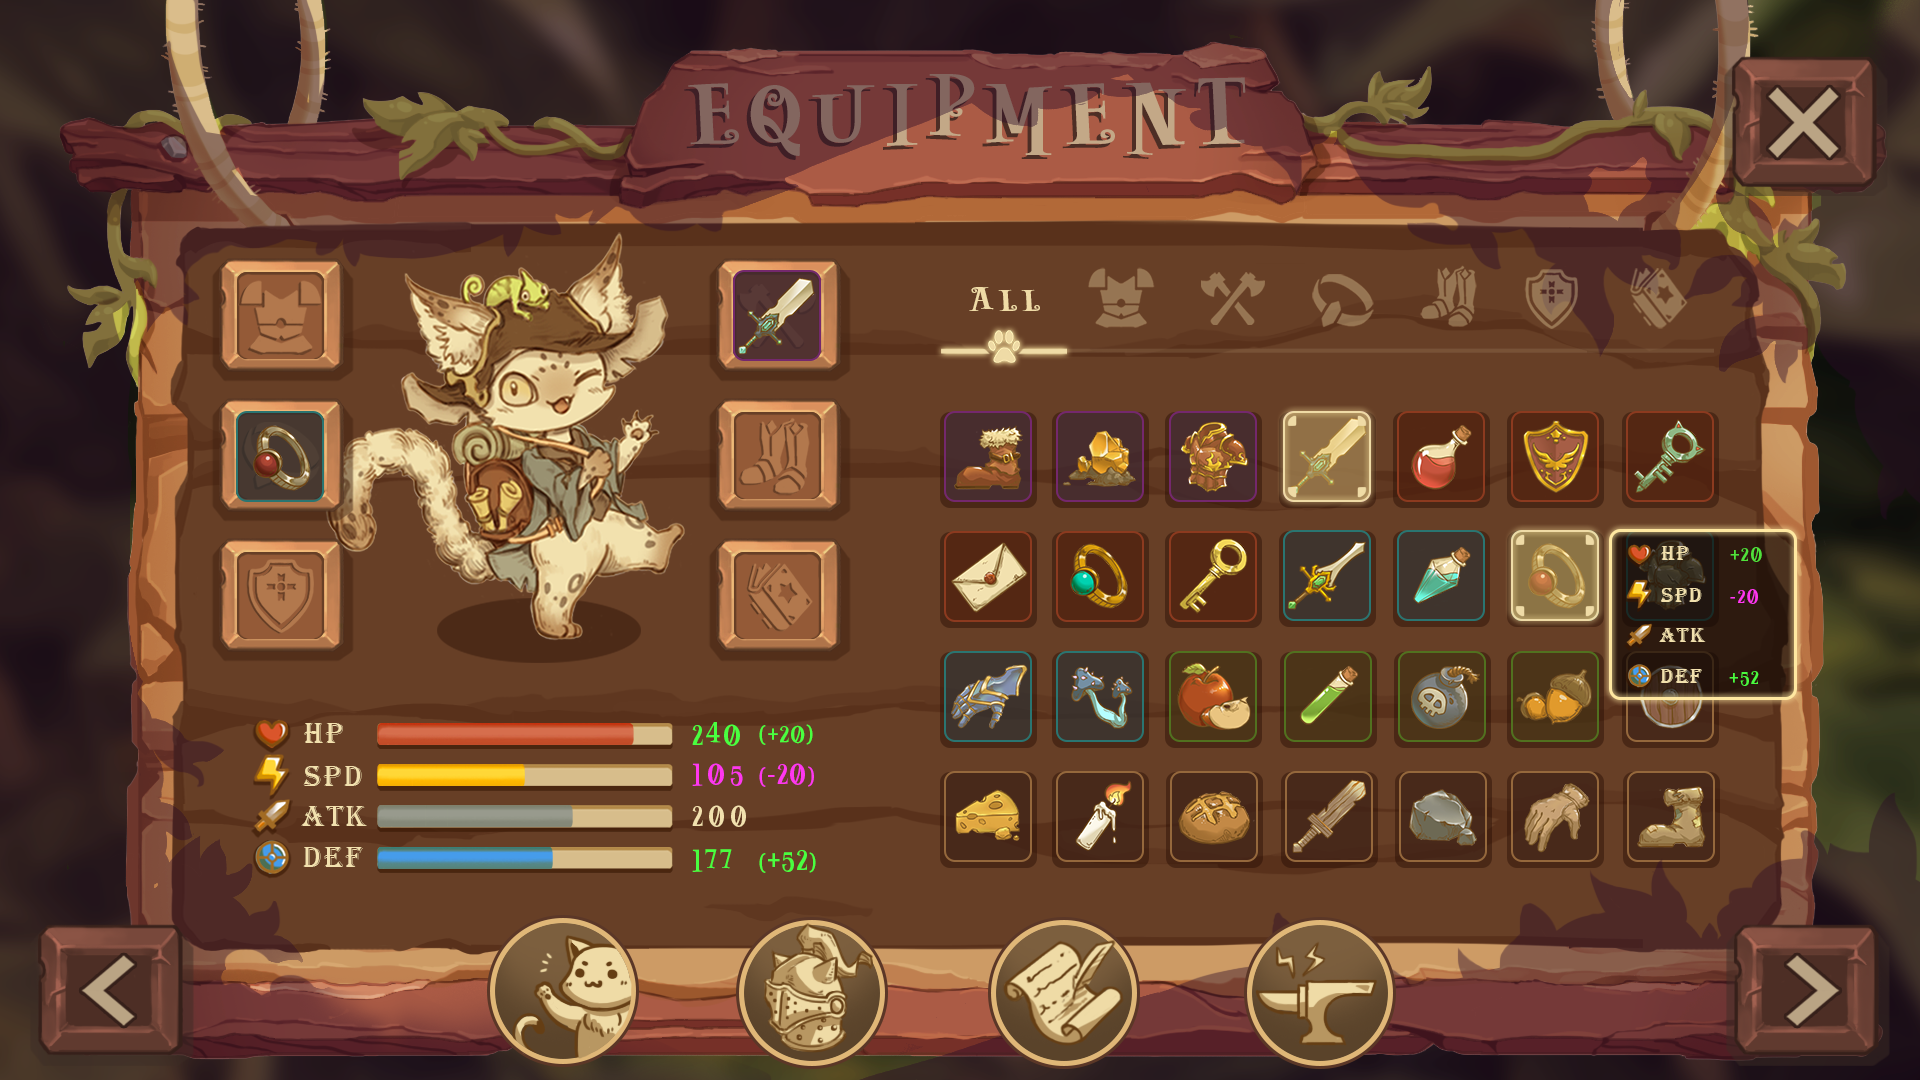 EQUIPMENT
ALL
HP +20
SPD -20
ATK
DEF +52
HP 240 (+20)
SPD 105 (-20)
ATK 200
DEF 177 (+52)